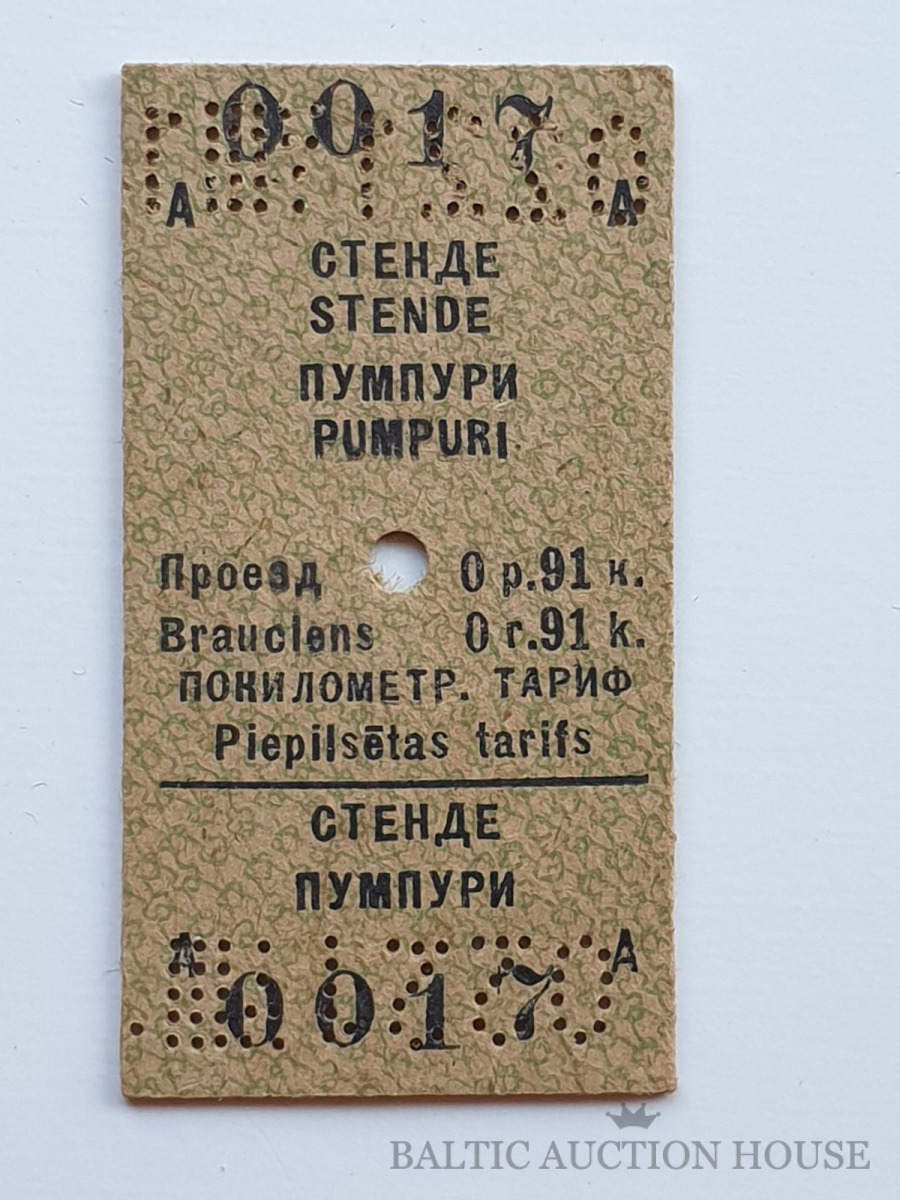 0017
A A
СТЕНДЕ
STENDE
ПУМПУРИ
PUMPURI
Проезд 0 р.91 к.
Brauciens 0 r.91 k.
ПОКИЛОМЕТР. ТАРИФ
Piepilsētas tarifs
СТЕНДЕ
ПУМПУРИ
A A
0017
BALTIC AUCTION HOUSE